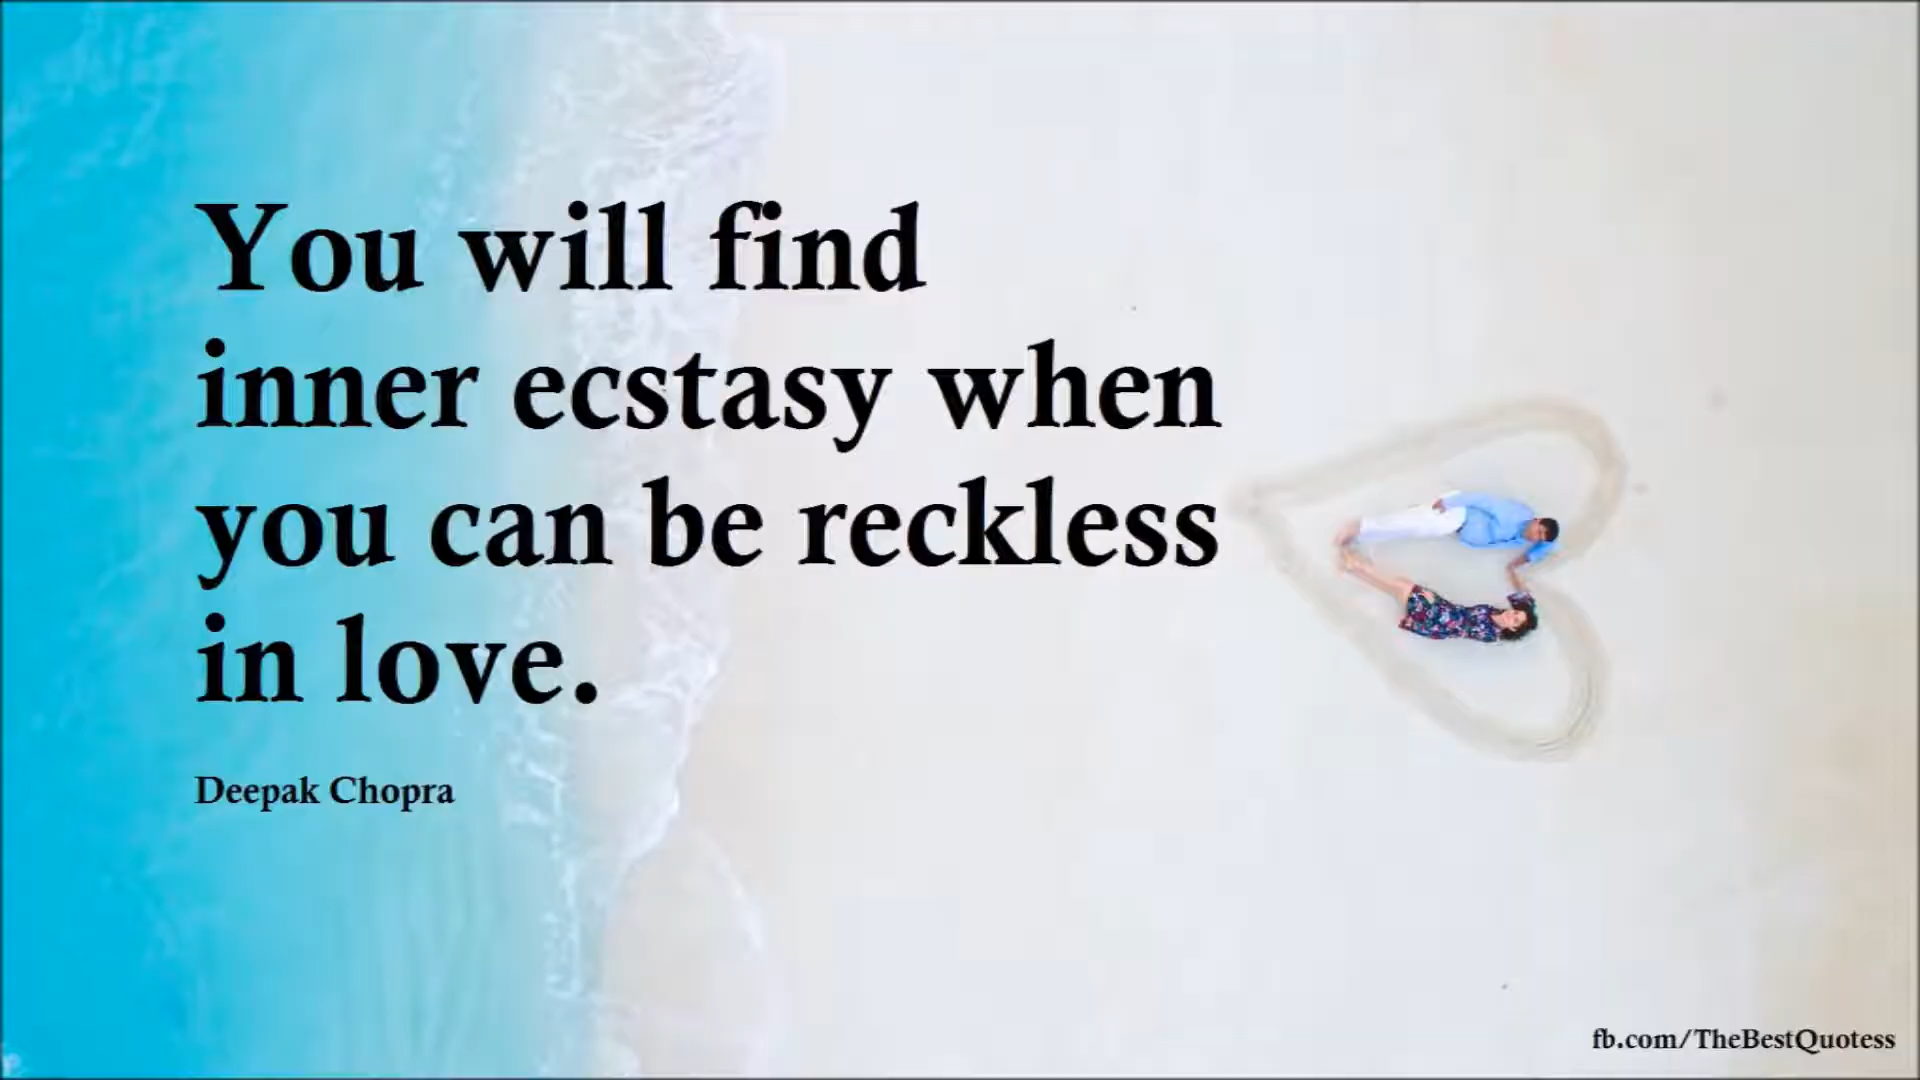 You will find
inner ecstasy when
you can be reckless
in love.
Deepak Chopra
fb.com/TheBestQuotess